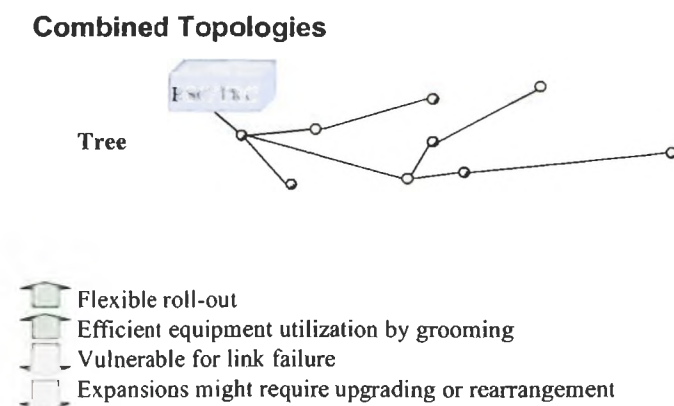 Combined Topologies
Tree
Flexible roll-out
Efficient equipment utilization by grooming
Vulnerable for link failure
Expansions might require upgrading or rearrangement